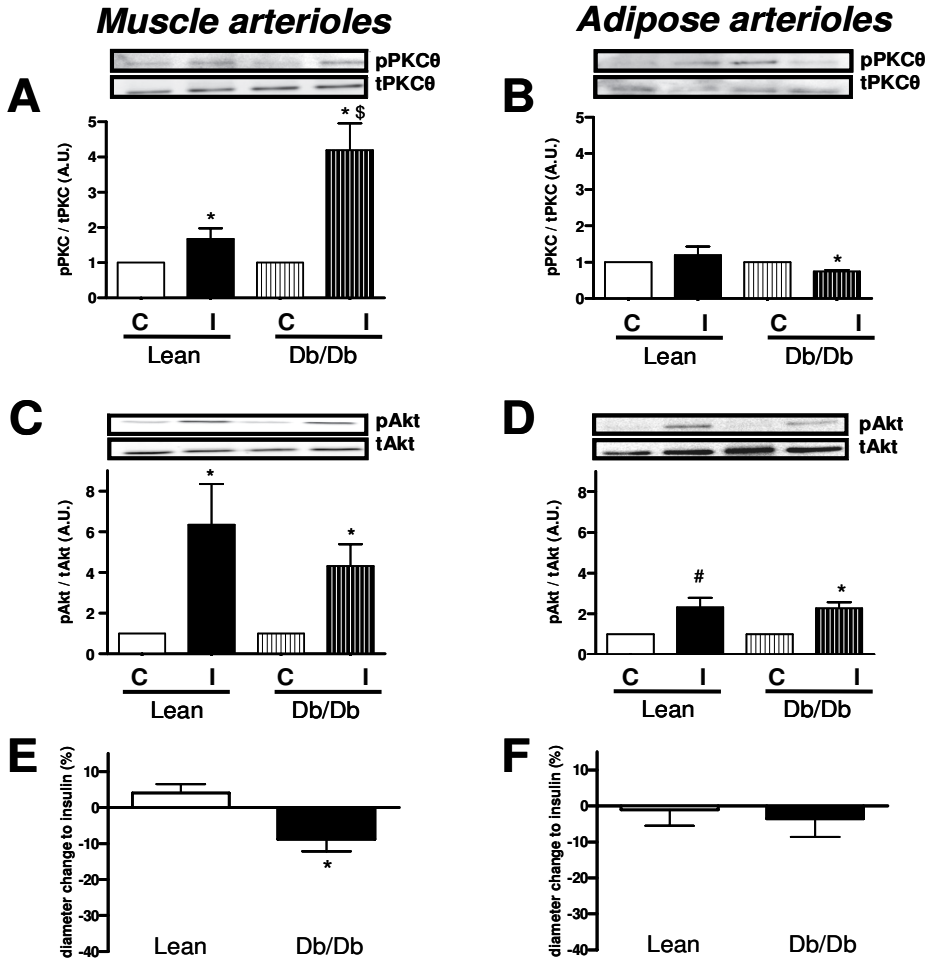 Muscle arterioles
Adipose arterioles
pPKCθ
tPKCθ
pPKCθ
tPKCθ
A
pPKC / tPKC (A.U.)
5
4
3
2
1
0
*
* $
C I C I
Lean Db/Db
B
pPKC / tPKC (A.U.)
5
4
3
2
1
0
*
C I C I
Lean Db/Db
C
pAkt
tAkt
pAkt / tAkt (A.U.)
8
6
4
2
0
*
*
C I C I
Lean Db/Db
D
pAkt
tAkt
pAkt / tAkt (A.U.)
8
6
4
2
0
#
*
C I C I
Lean Db/Db
E
diameter change to insulin (%)
10
0
-10
-20
-30
-40
*
Lean Db/Db
F
diameter change to insulin (%)
10
0
-10
-20
-30
-40
Lean Db/Db